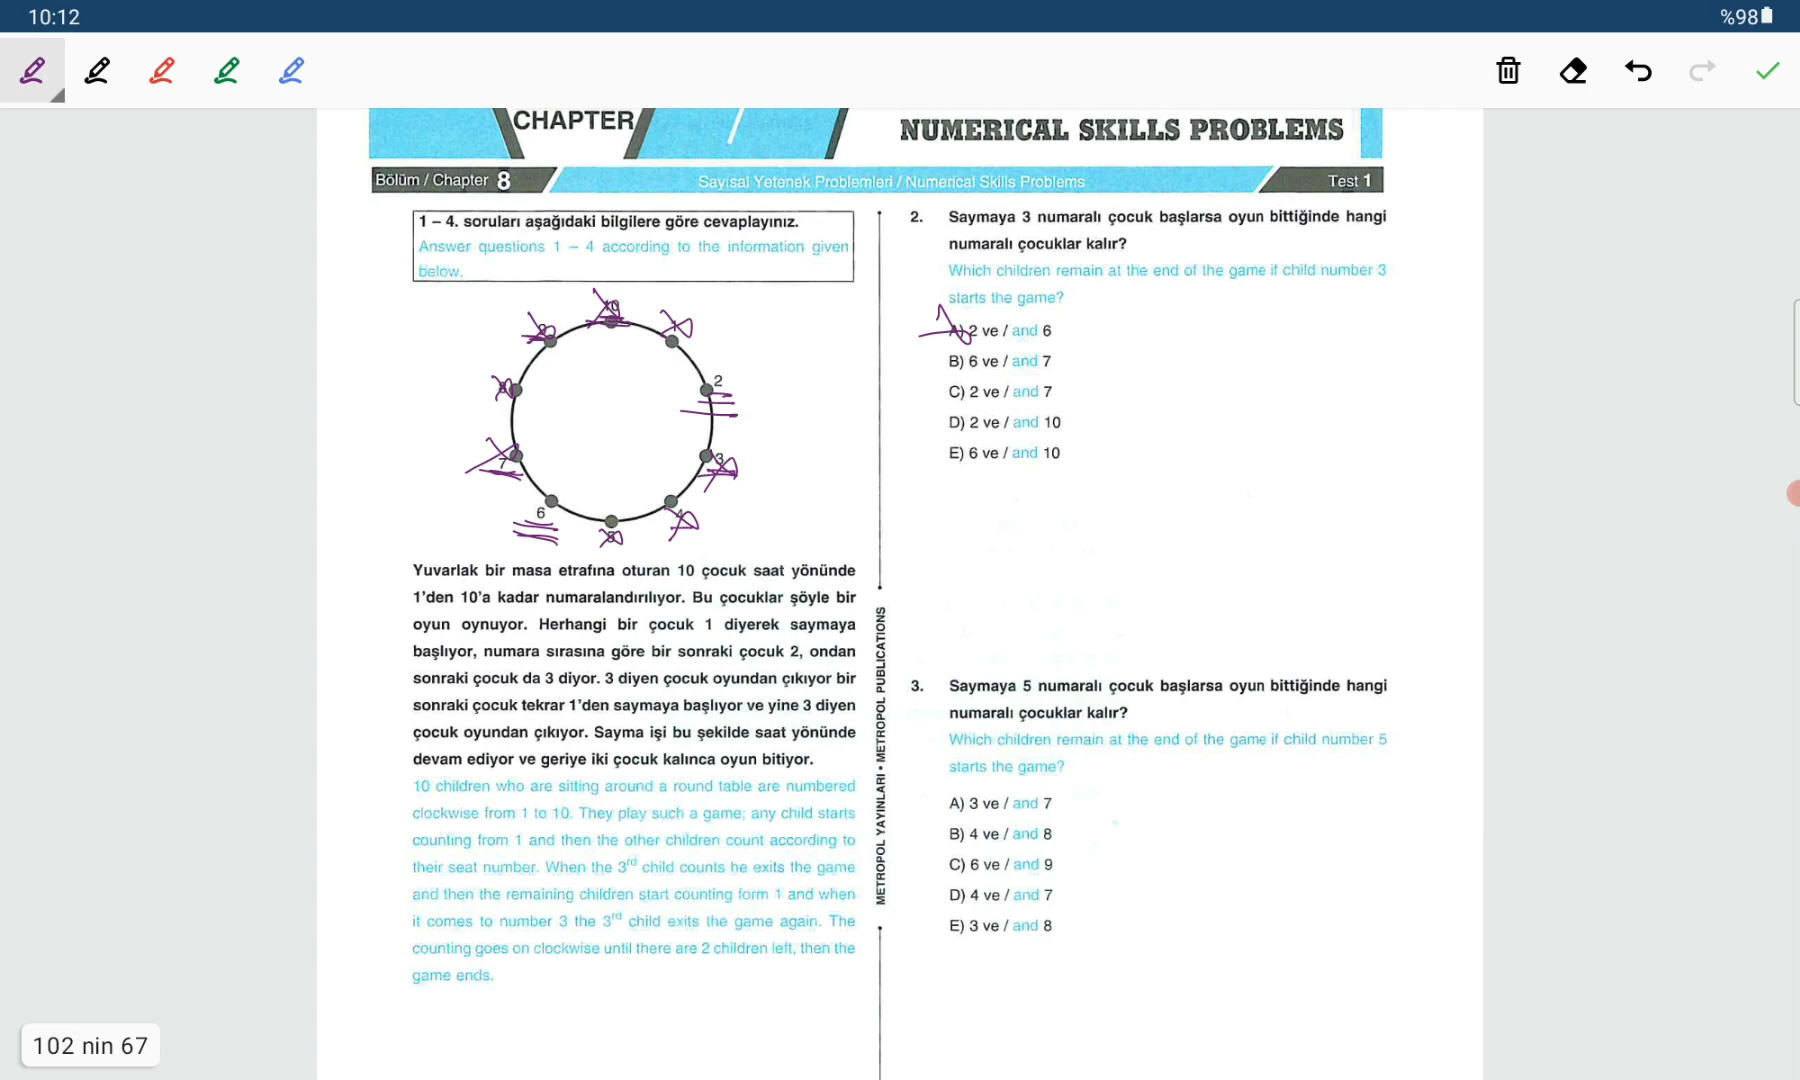 10:12
%98
CHAPTER
NUMERICAL SKILLS PROBLEMS
Bölüm / Chapter 8
Sayısal Yetenek Problemleri / Numerical Skills Problems
Test 1
1 – 4. soruları aşağıdaki bilgilere göre cevaplayınız.
Answer questions 1 – 4 according to the information given
below.
10
9
1
8
2
7
3
6
4
5
Yuvarlak bir masa etrafına oturan 10 çocuk saat yönünde
1'den 10'a kadar numaralandırılıyor. Bu çocuklar şöyle bir
oyun oynuyor. Herhangi bir çocuk 1 diyerek saymaya
başlıyor, numara sırasına göre bir sonraki çocuk 2, ondan
sonraki çocuk da 3 diyor. 3 diyen çocuk oyundan çıkıyor bir
sonraki çocuk tekrar 1'den saymaya başlıyor ve yine 3 diyen
çocuk oyundan çıkıyor. Sayma işi bu şekilde saat yönünde
devam ediyor ve geriye iki çocuk kalınca oyun bitiyor.
10 children who are sitting around a round table are numbered
clockwise from 1 to 10. They play such a game; any child starts
counting from 1 and then the other children count according to
their seat number. When the 3rd child counts he exits the game
and then the remaining children start counting form 1 and when
it comes to number 3 the 3rd child exits the game again. The
counting goes on clockwise until there are 2 children left, then the
game ends.
METROPOL YAYINLARI • METROPOL PUBLICATIONS
2. Saymaya 3 numaralı çocuk başlarsa oyun bittiğinde hangi
numaralı çocuklar kalır?
Which children remain at the end of the game if child number 3
starts the game?
A) 2 ve / and 6
B) 6 ve / and 7
C) 2 ve / and 7
D) 2 ve / and 10
E) 6 ve / and 10
3. Saymaya 5 numaralı çocuk başlarsa oyun bittiğinde hangi
numaralı çocuklar kalır?
Which children remain at the end of the game if child number 5
starts the game?
A) 3 ve / and 7
B) 4 ve / and 8
C) 6 ve / and 9
D) 4 ve / and 7
E) 3 ve / and 8
102 nin 67